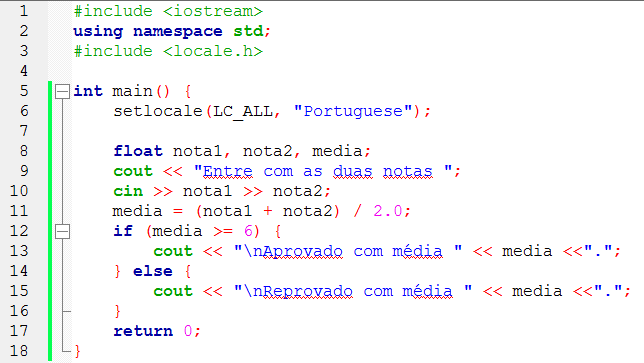 1 #include <iostream>
2 using namespace std;
3 #include <locale.h>
4
5 int main() {
6 setlocale(LC_ALL, "Portuguese");
7
8 float nota1, nota2, media;
9 cout << "Entre com as duas notas ";
10 cin >> nota1 >> nota2;
11 media = (nota1 + nota2) / 2.0;
12 if (media >= 6) {
13 cout << "\nAprovado com média " << media <<".";
14 } else {
15 cout << "\nReprovado com média " << media <<".";
16 }
17 return 0;
18 }